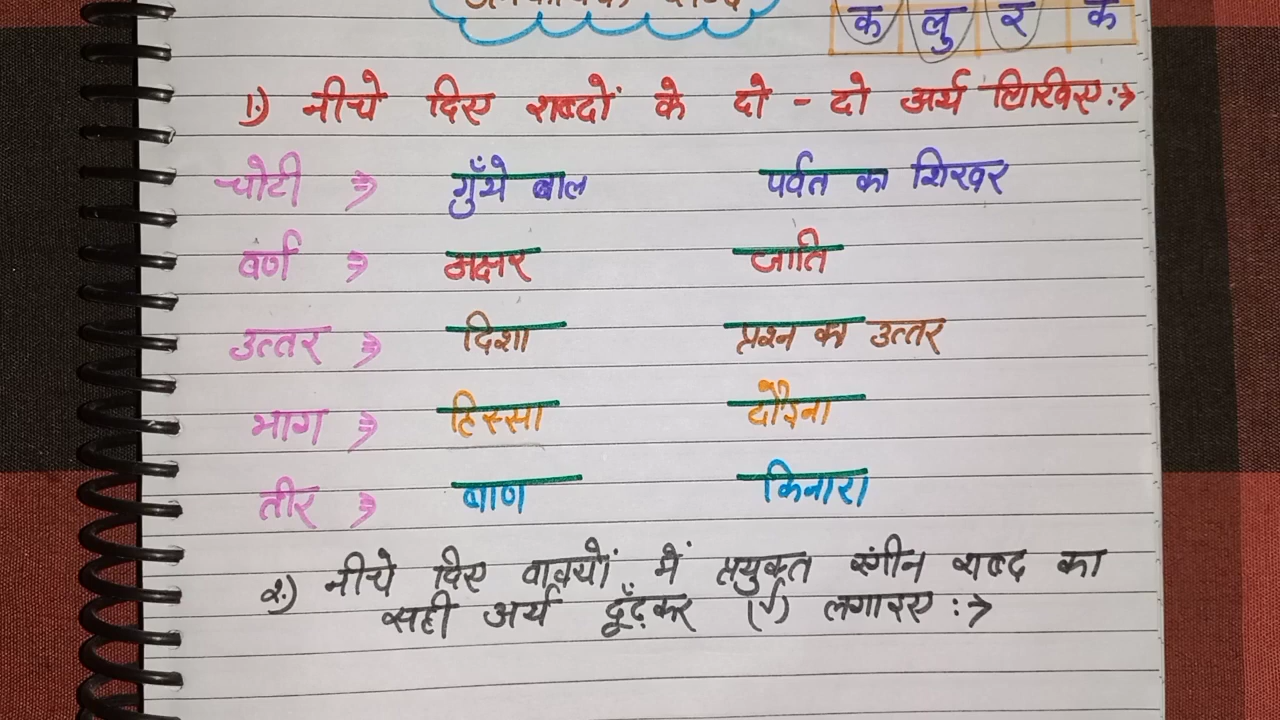 क लु र क
1.) नीचे दिए शब्दों के दो - दो अर्थ लिखिए :→
चोटी ⇒ गुँथे बाल पर्वत का शिखर
वर्ण ⇒ अक्षर जाति
उत्तर ⇒ दिशा प्रश्न का उत्तर
भाग ⇒ हिस्सा दौड़ना
तीर ⇒ बाण किनारा
2.) नीचे दिए वाक्यों में प्रयुक्त रंगीन शब्द का
सही अर्थ ढूँढ़कर (✓) लगाइए :→